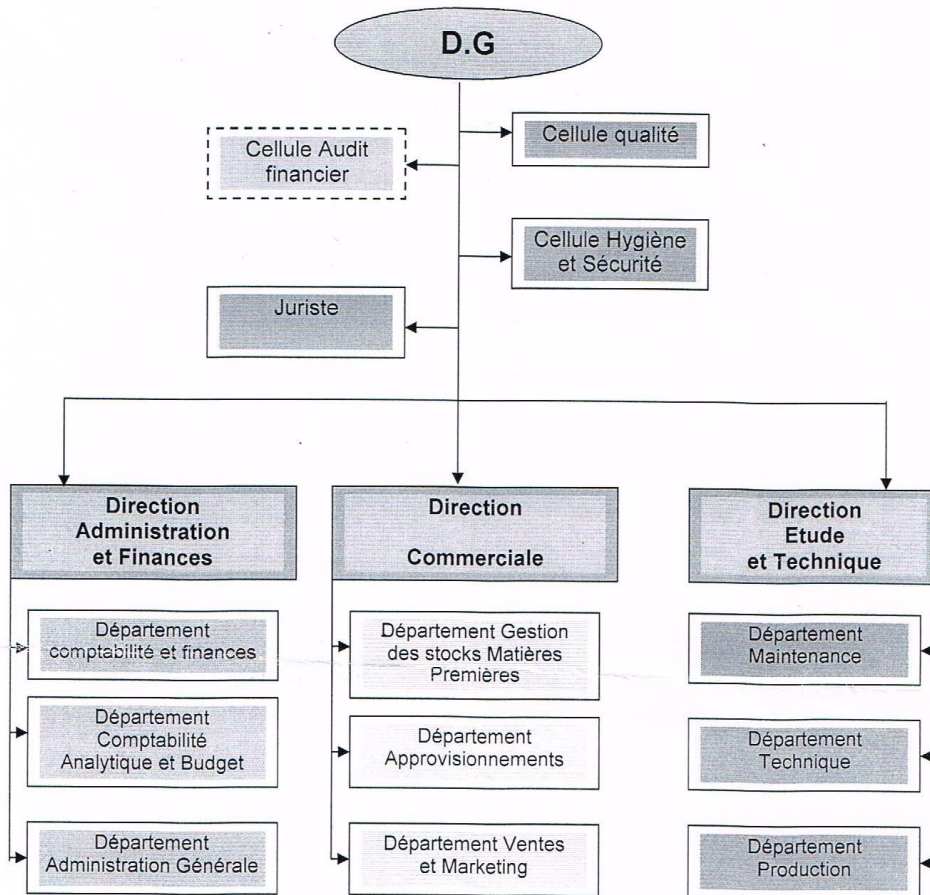 D.G
Cellule Audit
financier
Cellule qualité
Cellule Hygiène
et Sécurité
Juriste
Direction
Administration
et Finances
Direction
Commerciale
Direction
Etude
et Technique
Département
comptabilité et finances
Département
Comptabilité
Analytique et Budget
Département
Administration Générale
Département Gestion
des stocks Matières
Premières
Département
Approvisionnements
Département Ventes
et Marketing
Département
Maintenance
Département
Technique
Département
Production